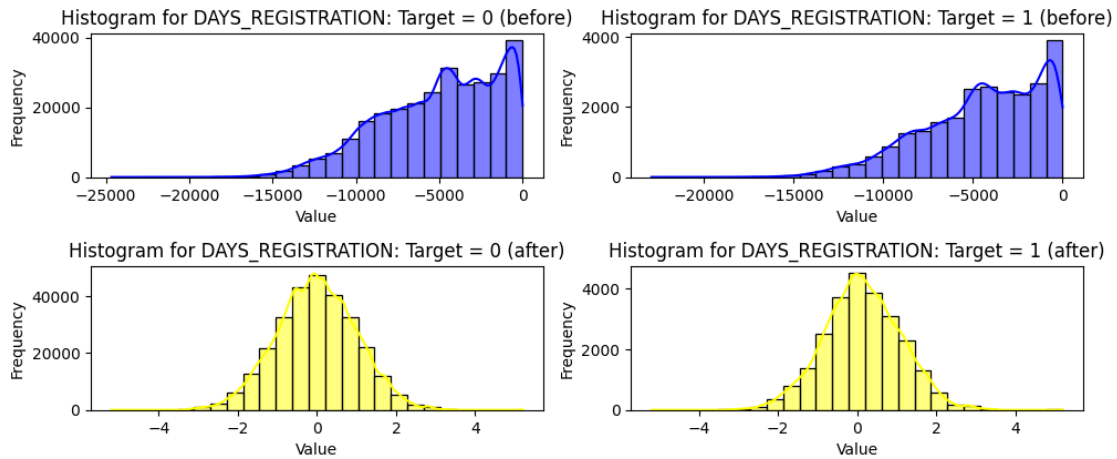 Histogram for DAYS_REGISTRATION: Target = 0 (before)
Frequency
40000
20000
0
−25000 −20000 −15000 −10000 −5000 0
Value
Histogram for DAYS_REGISTRATION: Target = 1 (before)
Frequency
4000
2000
0
−20000 −15000 −10000 −5000 0
Value
Histogram for DAYS_REGISTRATION: Target = 0 (after)
Frequency
40000
20000
0
−4 −2 0 2 4
Value
Histogram for DAYS_REGISTRATION: Target = 1 (after)
Frequency
4000
2000
0
−4 −2 0 2 4
Value